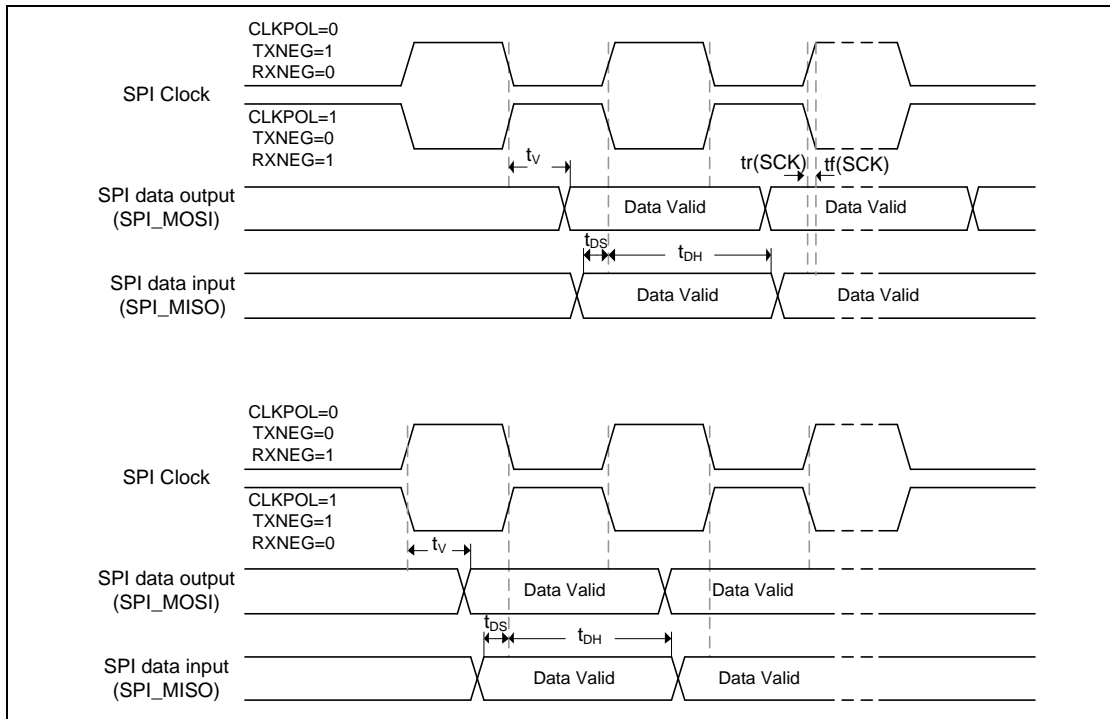 CLKPOL=0
TXNEG=1
RXNEG=0
SPI Clock
CLKPOL=1
TXNEG=0
RXNEG=1
tV
tr(SCK)
tf(SCK)
SPI data output
(SPI_MOSI)
Data Valid
Data Valid
tDS
tDH
SPI data input
(SPI_MISO)
Data Valid
Data Valid
CLKPOL=0
TXNEG=0
RXNEG=1
SPI Clock
CLKPOL=1
TXNEG=1
RXNEG=0
tV
SPI data output
(SPI_MOSI)
Data Valid
Data Valid
tDS
tDH
SPI data input
(SPI_MISO)
Data Valid
Data Valid